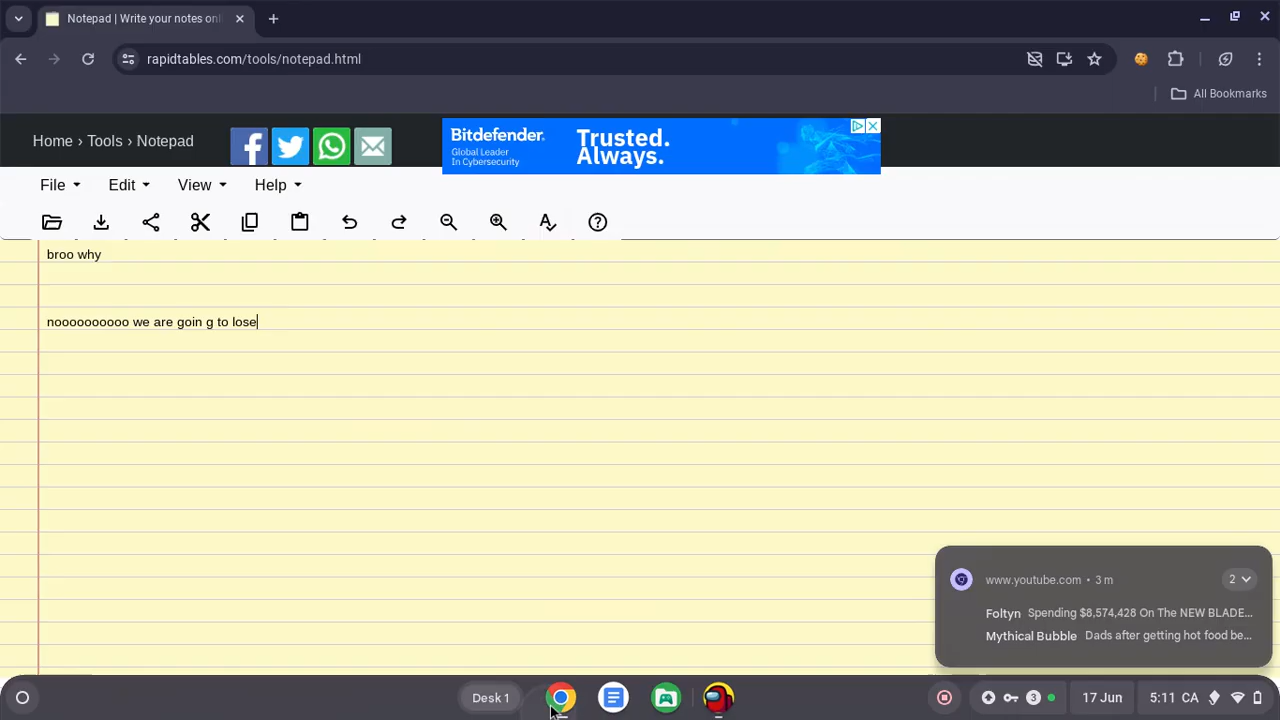 Notepad | Write your notes onl
rapidtables.com/tools/notepad.html
All Bookmarks
Home › Tools › Notepad
Bitdefender.
Global Leader
In Cybersecurity
Trusted.
Always.
File Edit View Help
broo why
noooooooooo we are goin g to lose
www.youtube.com • 3 m
2
Foltyn Spending $8,574,428 On The NEW BLADE...
Mythical Bubble Dads after getting hot food be...
Desk 1
3
17 Jun
5:11 CA